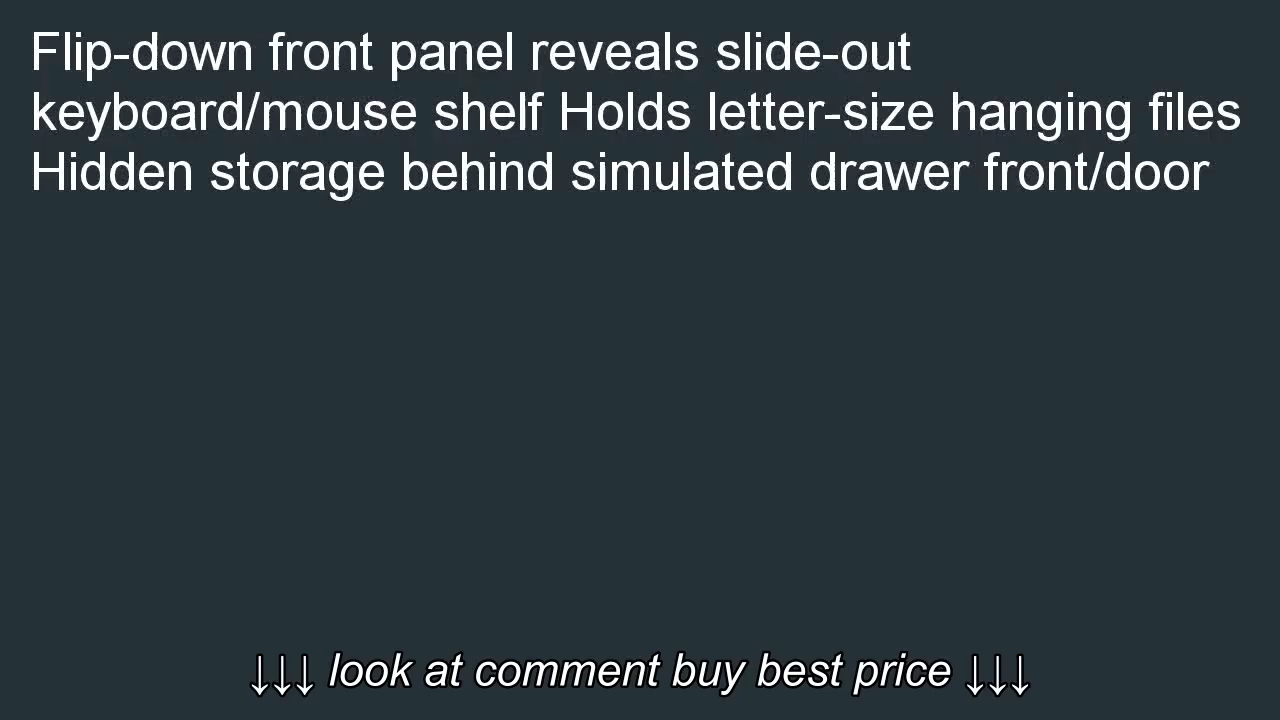 Flip-down front panel reveals slide-out
keyboard/mouse shelf Holds letter-size hanging files
Hidden storage behind simulated drawer front/door
↓↓↓ look at comment buy best price ↓↓↓